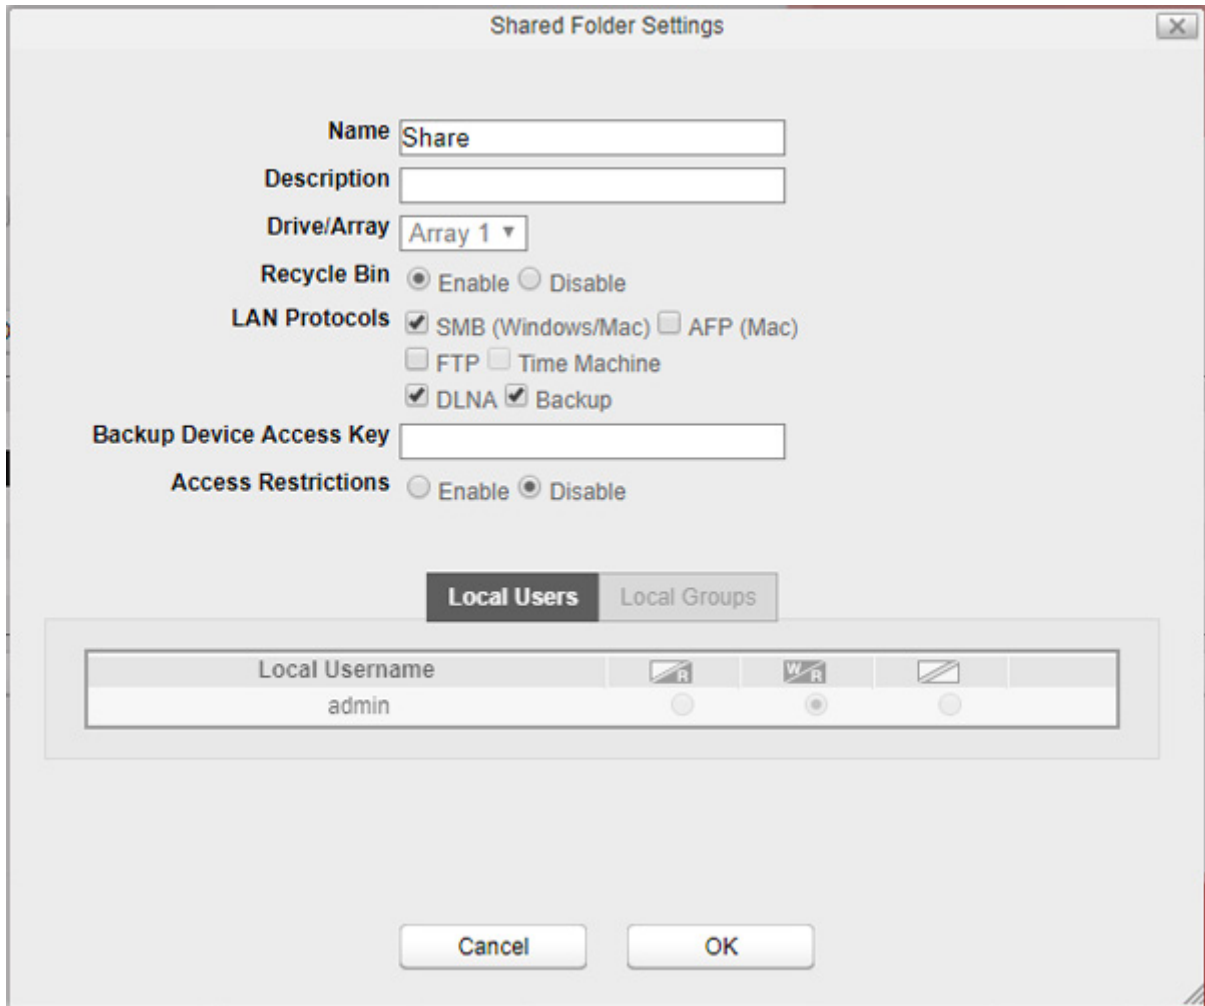 Shared Folder Settings
Name Share
Description
Drive/Array Array 1
Recycle Bin Enable Disable
LAN Protocols SMB (Windows/Mac) AFP (Mac)
FTP Time Machine
DLNA Backup
Backup Device Access Key
Access Restrictions Enable Disable
Local Users Local Groups
Local Username R W/R
admin
Cancel OK